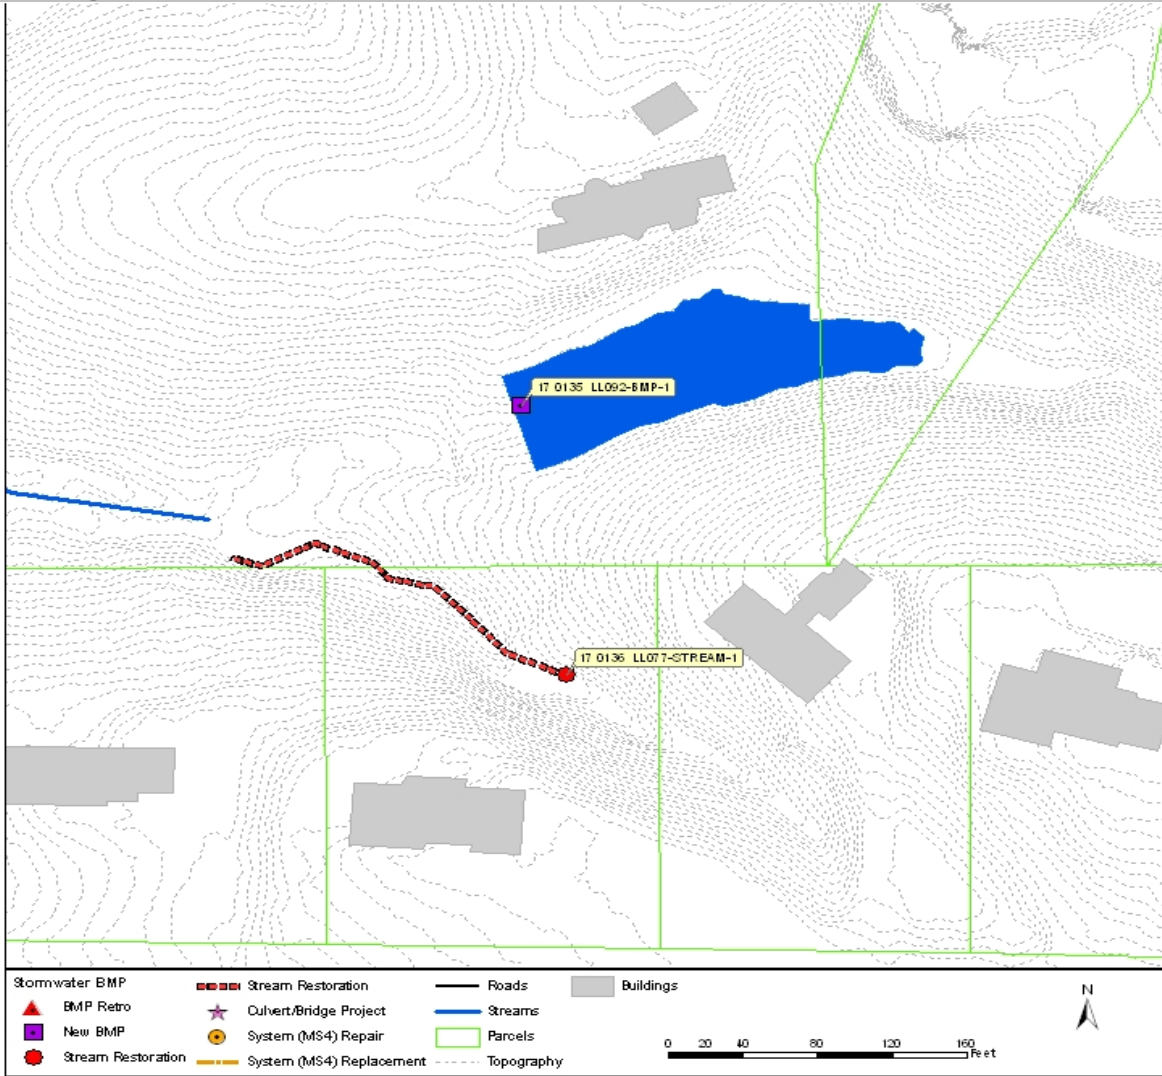 17 0135 LL092-BMP-1
17 0136 LL077-STREAM-1
Stormwater BMP
BMP Retro
New BMP
Stream Restoration
Stream Restoration
Culvert/Bridge Project
System (MS4) Repair
System (MS4) Replacement
Roads
Streams
Parcels
Topography
Buildings
N
0 20 40 80 120 160
Feet